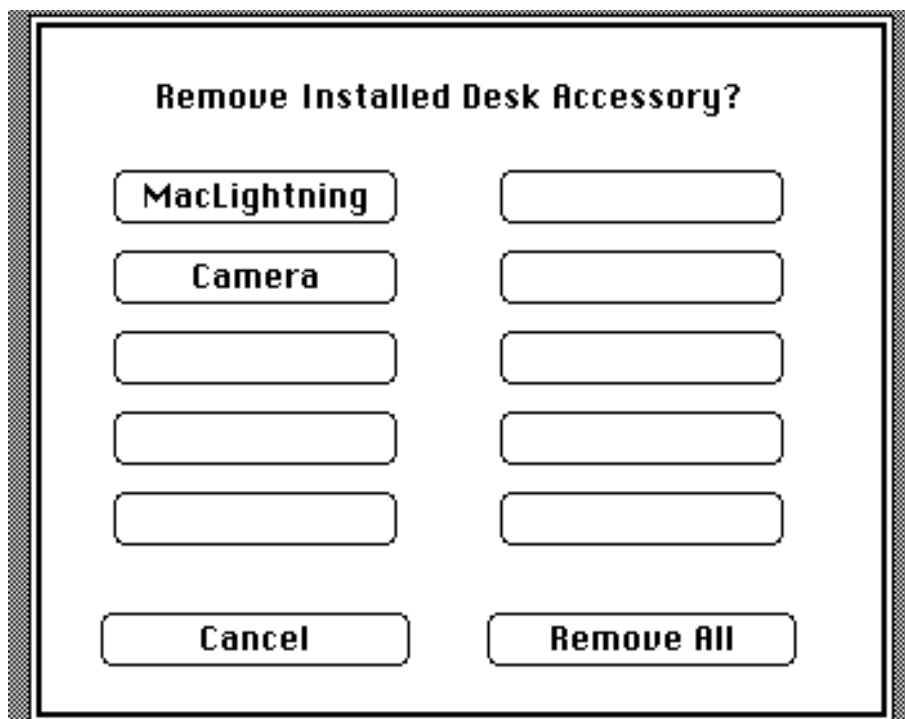 Remove Installed Desk Accessory?
MacLightning
Camera
Cancel
Remove All